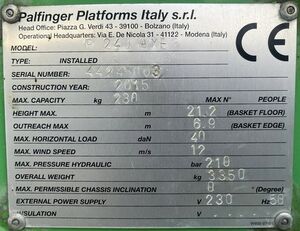 Palfinger Platforms Italy s.r.l.
Head Office: Piazza G. Verdi 43 - 39100 - Bolzano (Italy)
Operational Headquarters: Via E. De Nicola 31 - 41122 - Modena (Italy)
MODEL:
TYPE: INSTALLED
SERIAL NUMBER:
CONSTRUCTION YEAR: 2015
MAX. CAPACITY kg 230 MAX N° PEOPLE
HEIGHT MAX. m 21.2 (BASKET FLOOR)
OUTREACH MAX m (BASKET EDGE)
MAX. HORIZONTAL LOAD daN 40
MAX. WIND SPEED m/s 12
MAX. PRESSURE HYDRAULIC bar 210
OVERALL WEIGHT kg 3350
MAX. PERMISSIBLE CHASSIS INCLINATION 0 ° (Degree)
EXTERNAL POWER SUPPLY V 230 Hz
INSULATION V
CE